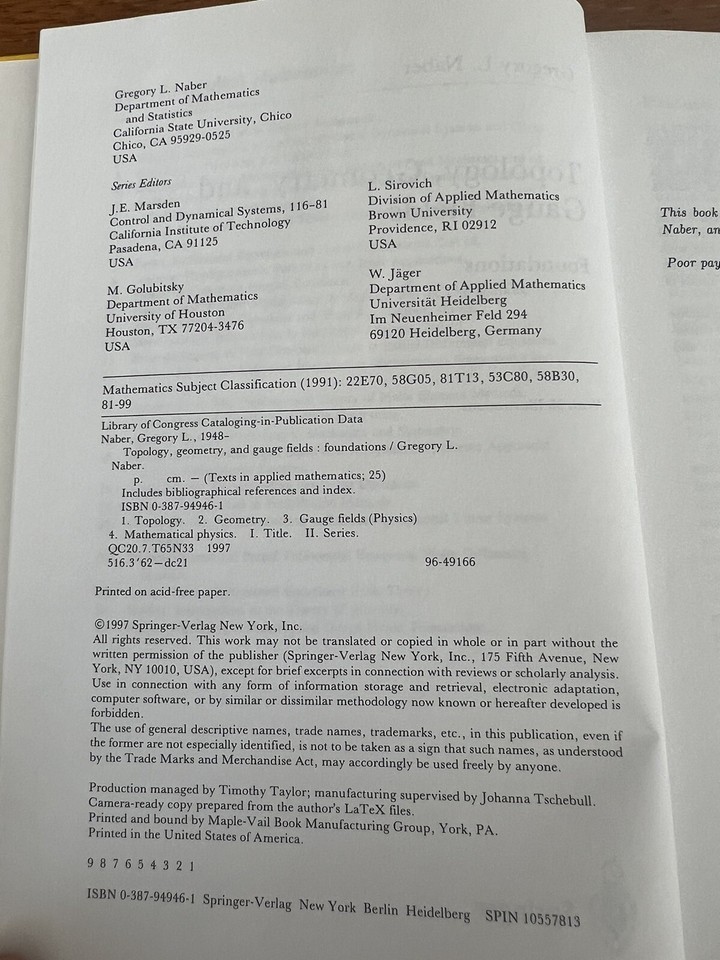 Gregory L. Naber
Department of Mathematics
and Statistics
California State University, Chico
Chico, CA 95929-0525
USA
Series Editors
J.E. Marsden
Control and Dynamical Systems, 116–81
California Institute of Technology
Pasadena, CA 91125
USA
L. Sirovich
Division of Applied Mathematics
Brown University
Providence, RI 02912
USA
M. Golubitsky
Department of Mathematics
University of Houston
Houston, TX 77204-3476
USA
W. Jäger
Department of Applied Mathematics
Universität Heidelberg
Im Neuenheimer Feld 294
69120 Heidelberg, Germany
Mathematics Subject Classification (1991): 22E70, 58G05, 81T13, 53C80, 58B30,
81-99
Library of Congress Cataloging-in-Publication Data
Naber, Gregory L., 1948–
Topology, geometry, and gauge fields : foundations / Gregory L.
Naber.
p. cm. — (Texts in applied mathematics; 25)
Includes bibliographical references and index.
ISBN 0-387-94946-1
1. Topology. 2. Geometry. 3. Gauge fields (Physics)
4. Mathematical physics. I. Title. II. Series.
QC20.7.T65N33 1997
516.3′62—dc21 96-49166
Printed on acid-free paper.
©1997 Springer-Verlag New York, Inc.
All rights reserved. This work may not be translated or copied in whole or in part without the
written permission of the publisher (Springer-Verlag New York, Inc., 175 Fifth Avenue, New
York, NY 10010, USA), except for brief excerpts in connection with reviews or scholarly analysis.
Use in connection with any form of information storage and retrieval, electronic adaptation,
computer software, or by similar or dissimilar methodology now known or hereafter developed is
forbidden.
The use of general descriptive names, trade names, trademarks, etc., in this publication, even if
the former are not especially identified, is not to be taken as a sign that such names, as understood
by the Trade Marks and Merchandise Act, may accordingly be used freely by anyone.
Production managed by Timothy Taylor; manufacturing supervised by Johanna Tschebull.
Camera-ready copy prepared from the author's LaTeX files.
Printed and bound by Maple-Vail Book Manufacturing Group, York, PA.
Printed in the United States of America.
9 8 7 6 5 4 3 2 1
ISBN 0-387-94946-1 Springer-Verlag New York Berlin Heidelberg SPIN 10557813
This book
Naber, an
Poor pay